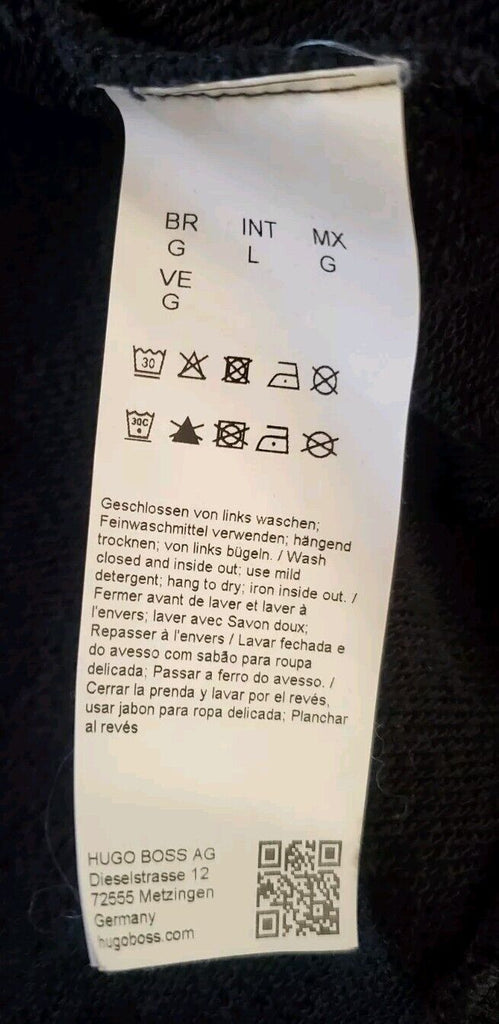 BR INT MX
G L G
VE
G
30
30C
Geschlossen von links waschen;
Feinwaschmittel verwenden; hängend
trocknen; von links bügeln. / Wash
closed and inside out; use mild
detergent; hang to dry; iron inside out. /
Fermer avant de laver et laver à
l'envers; laver avec Savon doux;
Repasser à l'envers / Lavar fechada e
do avesso com sabão para roupa
delicada; Passar a ferro do avesso. /
Cerrar la prenda y lavar por el revés,
usar jabon para ropa delicada; Planchar
al revés
HUGO BOSS AG
Dieselstrasse 12
72555 Metzingen
Germany
hugoboss.com